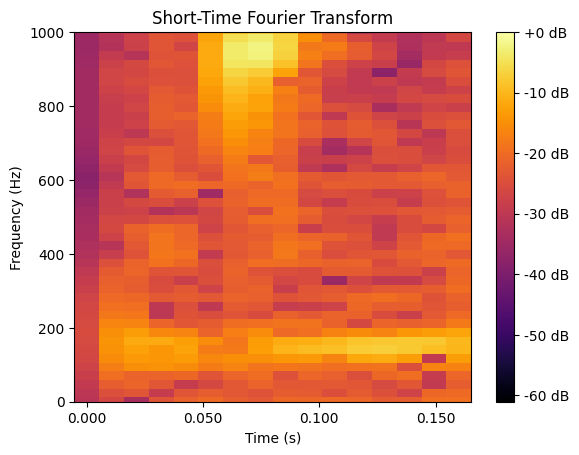 Short-Time Fourier Transform
1000
800
600
400
200
0
Frequency (Hz)
0.000
0.050
0.100
0.150
Time (s)
+0 dB
-10 dB
-20 dB
-30 dB
-40 dB
-50 dB
-60 dB